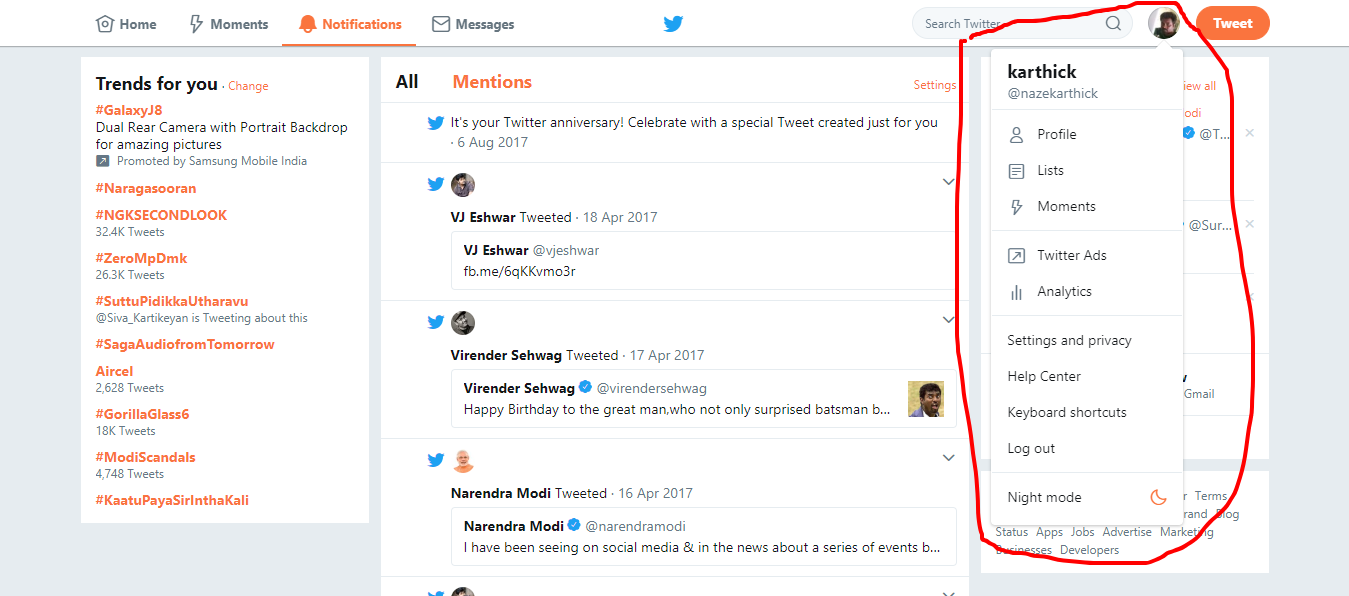 Home
Moments
Notifications
Messages
Search Twitter
Tweet
Trends for you · Change
#GalaxyJ8
Dual Rear Camera with Portrait Backdrop
for amazing pictures
Promoted by Samsung Mobile India
#Naragasooran
#NGKSECONDLOOK
32.4K Tweets
#ZeroMpDmk
26.3K Tweets
#SuttuPidikkaUtharavu
@Siva_Kartikeyan is Tweeting about this
#SagaAudiofromTomorrow
Aircel
2,628 Tweets
#GorillaGlass6
18K Tweets
#ModiScandals
4,748 Tweets
#KaatuPayaSirInthaKali
All
Mentions
Settings
It's your Twitter anniversary! Celebrate with a special Tweet created just for you
· 6 Aug 2017
VJ Eshwar Tweeted · 18 Apr 2017
VJ Eshwar @vjeshwar
fb.me/6qKKvmo3r
Virender Sehwag Tweeted · 17 Apr 2017
Virender Sehwag @virendersehwag
Happy Birthday to the great man,who not only surprised batsman b...
Narendra Modi Tweeted · 16 Apr 2017
Narendra Modi @narendramodi
I have been seeing on social media & in the news about a series of events b...
karthick
@nazekarthick
Profile
Lists
Moments
Twitter Ads
Analytics
Settings and privacy
Help Center
Keyboard shortcuts
Log out
Night mode
all
@T...
@Sur...
Gmail
Terms
Blog
Status Apps Jobs Advertise Marketing
Businesses Developers